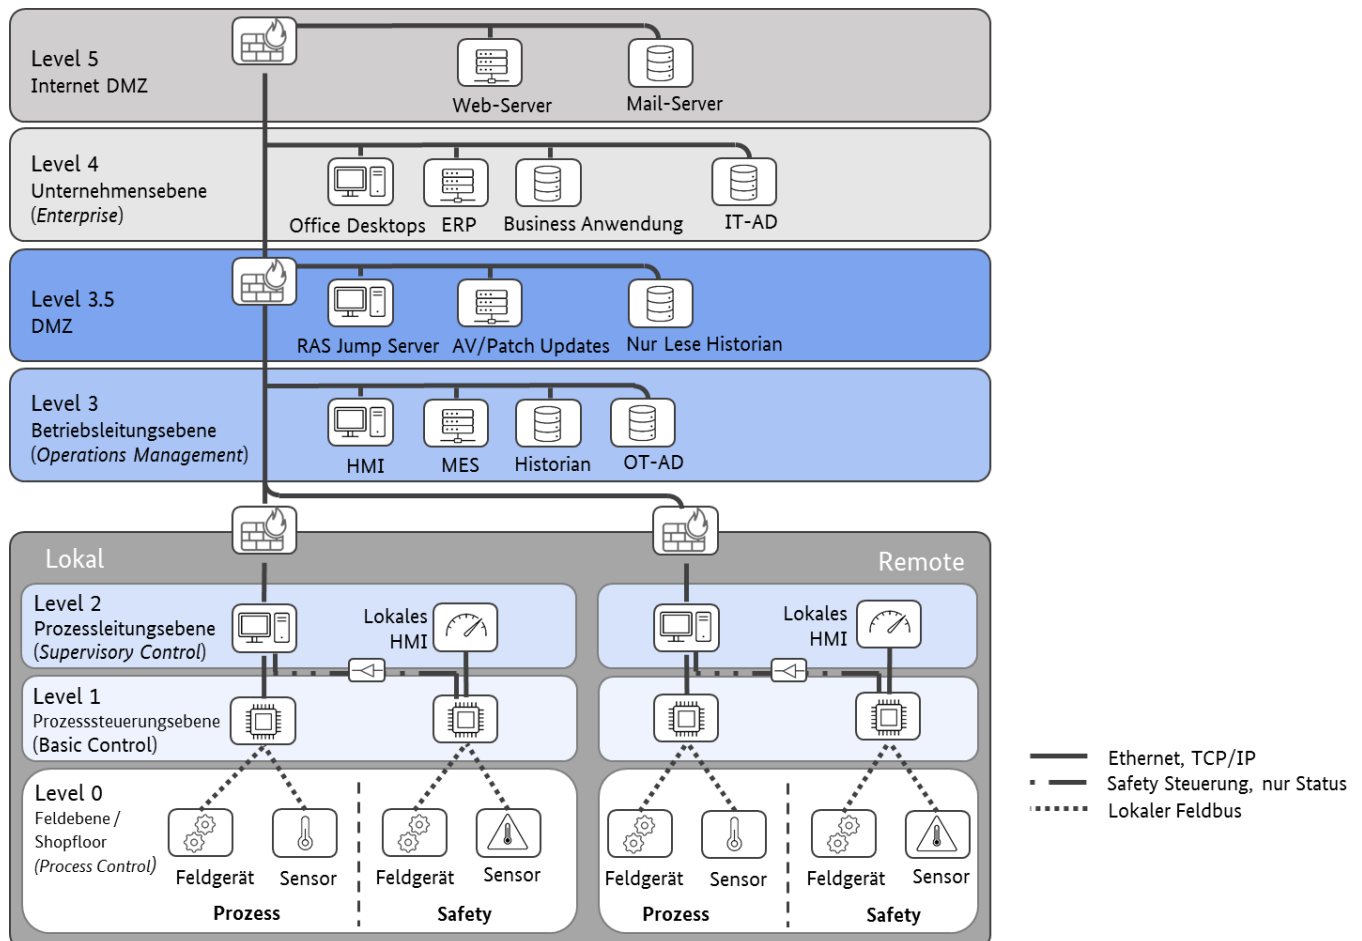 Level 5
Internet DMZ
Web-Server
Mail-Server
Level 4
Unternehmensebene
(Enterprise)
Office Desktops
ERP
Business Anwendung
IT-AD
Level 3.5
DMZ
RAS Jump Server
AV/Patch Updates
Nur Lese Historian
Level 3
Betriebsleitungsebene
(Operations Management)
HMI
MES
Historian
OT-AD
Lokal
Remote
Level 2
Prozessleitungsebene
(Supervisory Control)
Lokales
HMI
Lokales
HMI
Level 1
Prozesssteuerungsebene
(Basic Control)
Level 0
Feldebene /
Shopfloor
(Process Control)
Feldgerät
Sensor
Feldgerät
Sensor
Prozess
Safety
Feldgerät
Sensor
Feldgerät
Sensor
Prozess
Safety
Ethernet, TCP/IP
Safety Steuerung, nur Status
Lokaler Feldbus